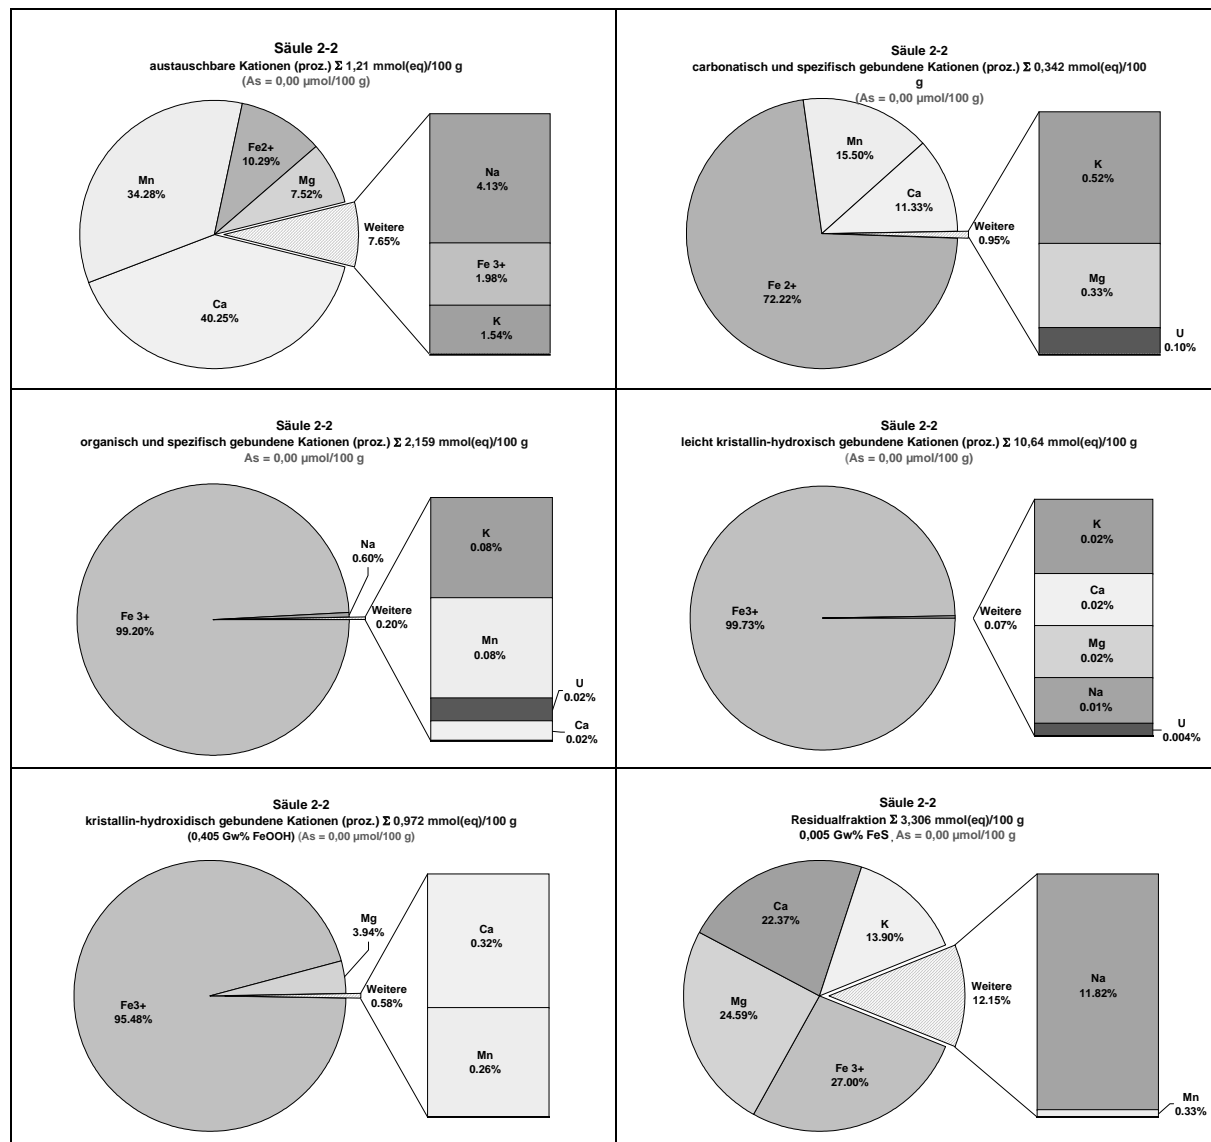 Säule 2-2
austauschbare Kationen (proz.) Σ 1,21 mmol(eq)/100 g
(As = 0,00 µmol/100 g)
Fe2+
10.29%
Mn
34.28%
Mg
7.52%
Weitere
7.65%
Ca
40.25%
Na
4.13%
Fe 3+
1.98%
K
1.54%
Säule 2-2
carbonatisch und spezifisch gebundene Kationen (proz.) Σ 0,342 mmol(eq)/100
g
(As = 0,00 µmol/100 g)
Mn
15.50%
Ca
11.33%
Weitere
0.95%
Fe 2+
72.22%
K
0.52%
Mg
0.33%
U
0.10%
Säule 2-2
organisch und spezifisch gebundene Kationen (proz.) Σ 2,159 mmol(eq)/100 g
As = 0,00 µmol/100 g)
Na
0.60%
Fe 3+
99.20%
Weitere
0.20%
K
0.08%
Mn
0.08%
U
0.02%
Ca
0.02%
Säule 2-2
leicht kristallin-hydroxisch gebundene Kationen (proz.) Σ 10,64 mmol(eq)/100 g
(As = 0,00 µmol/100 g)
Fe3+
99.73%
Weitere
0.07%
K
0.02%
Ca
0.02%
Mg
0.02%
Na
0.01%
U
0.004%
Säule 2-2
kristallin-hydroxidisch gebundene Kationen (proz.) Σ 0,972 mmol(eq)/100 g
(0,405 Gw% FeOOH) (As = 0,00 µmol/100 g)
Mg
3.94%
Fe3+
95.48%
Weitere
0.58%
Ca
0.32%
Mn
0.26%
Säule 2-2
Residualfraktion Σ 3,306 mmol(eq)/100 g
0,005 Gw% FeS , As = 0,00 µmol/100 g
Ca
22.37%
K
13.90%
Weitere
12.15%
Mg
24.59%
Fe 3+
27.00%
Na
11.82%
Mn
0.33%